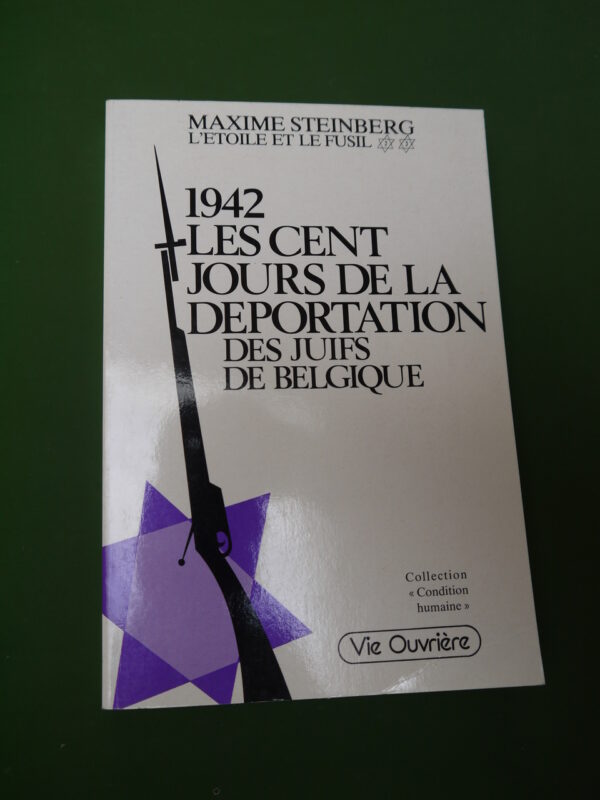 MAXIME STEINBERG
L'ETOILE ET LE FUSIL
1942
LES CENT
JOURS DE LA
DEPORTATION
DES JUIFS
DE BELGIQUE
Collection
« Condition
humaine »
Vie Ouvrière